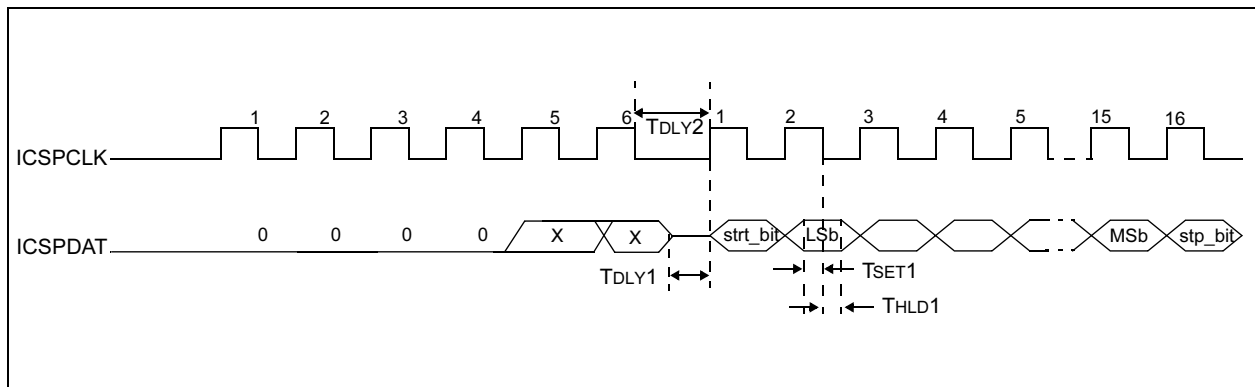 1 2 3 4 5 6 TDLY2 1 2 3 4 5 15 16
ICSPCLK
ICSPDAT 0 0 0 0 X X strt_bit LSb MSb stp_bit
TDLY1 TSET1
THLD1